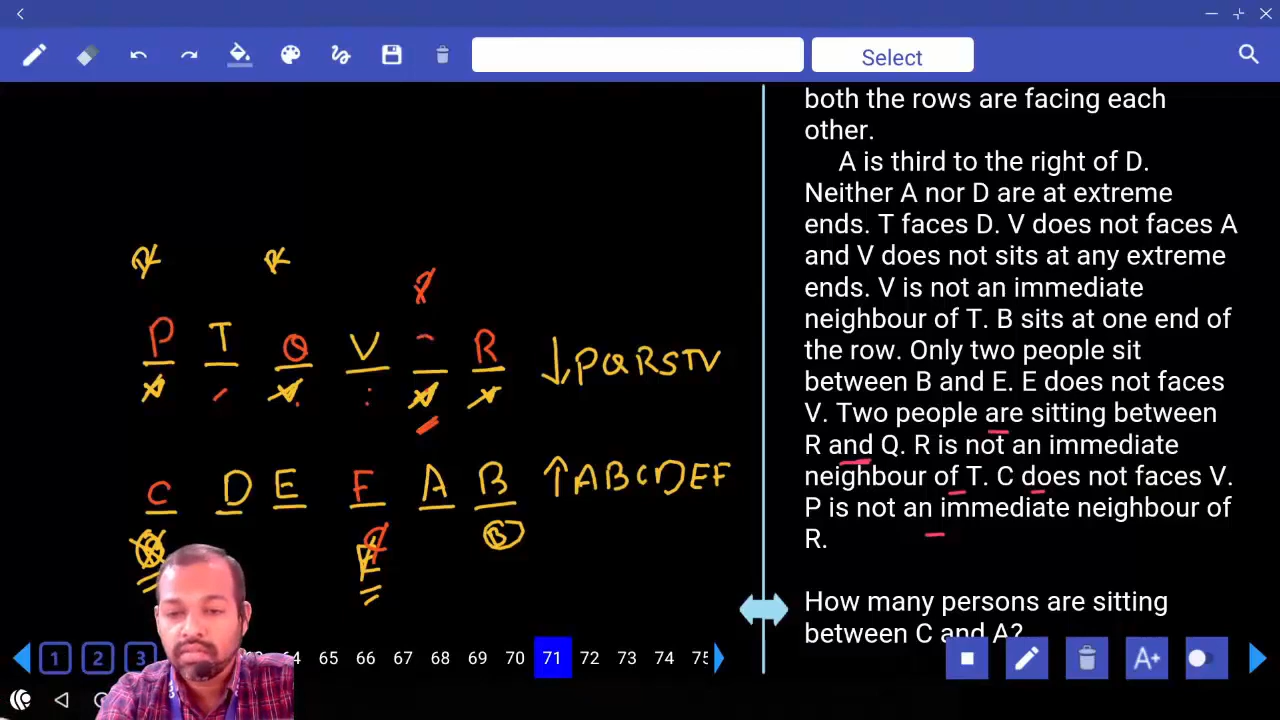 Select
both the rows are facing each
other.
A is third to the right of D.
Neither A nor D are at extreme
ends. T faces D. V does not faces A
and V does not sits at any extreme
ends. V is not an immediate
neighbour of T. B sits at one end of
the row. Only two people sit
between B and E. E does not faces
V. Two people are sitting between
R and Q. R is not an immediate
neighbour of T. C does not faces V.
P is not an immediate neighbour of
R.
How many persons are sitting
between C and A?
P T Q V R ↓PQRSTV
C D E F A B ↑ABCDEF
B
1 2 3 64 65 66 67 68 69 70 71 72 73 74 75
A+